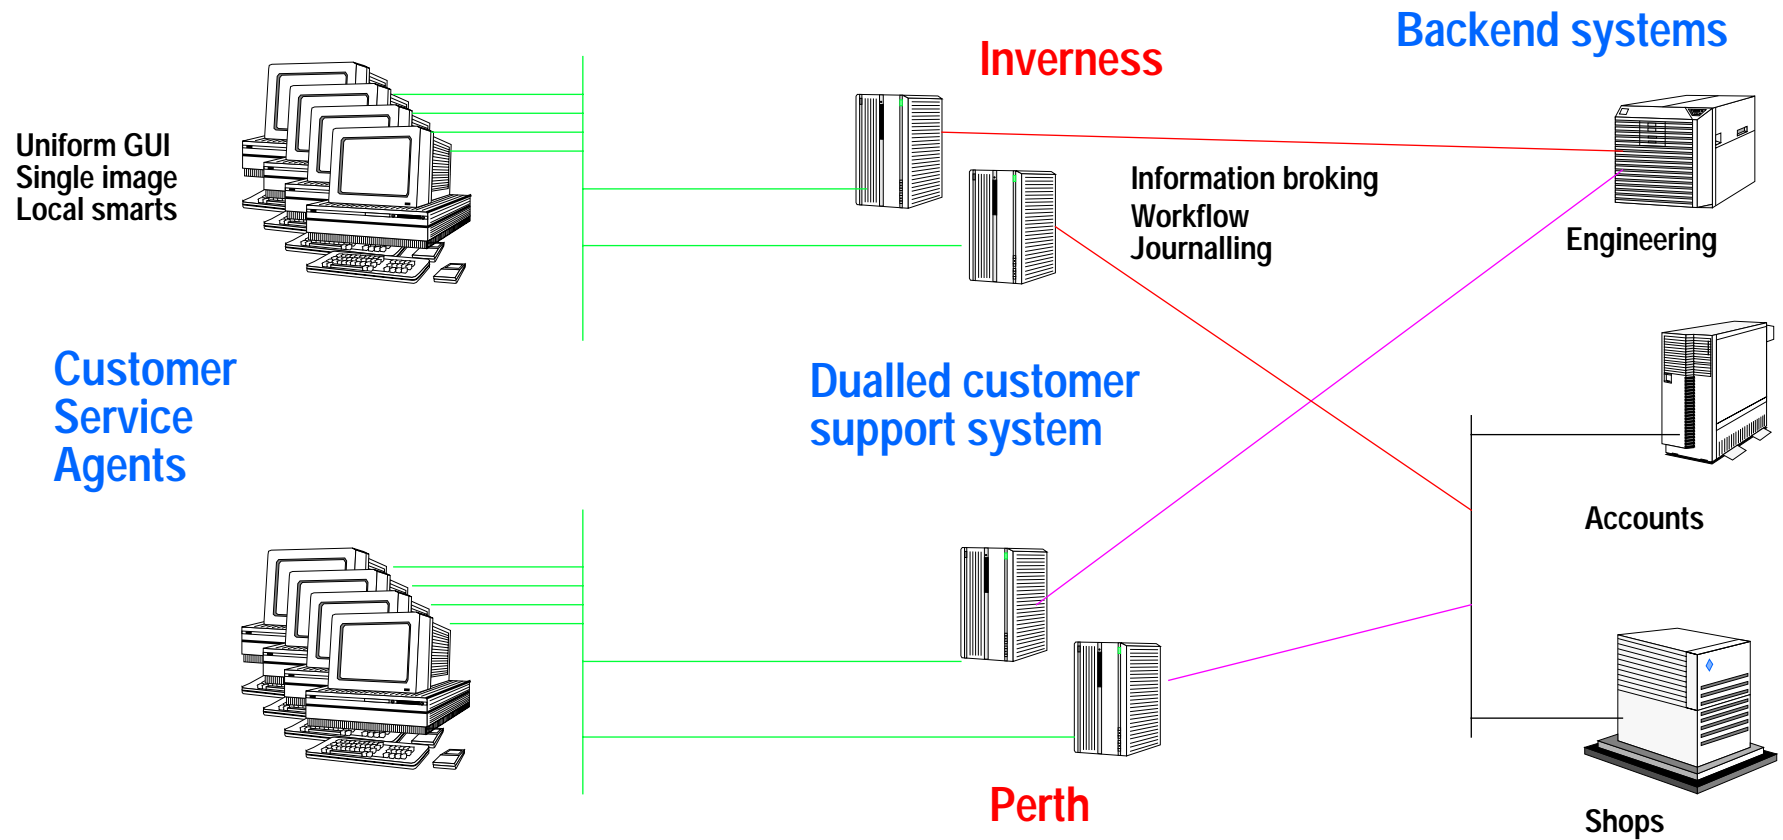 Backend systems
Inverness
Uniform GUI
Single image
Local smarts
Information broking
Workflow
Journalling
Engineering
Customer
Service
Agents
Dualled customer
support system
Accounts
Perth
Shops